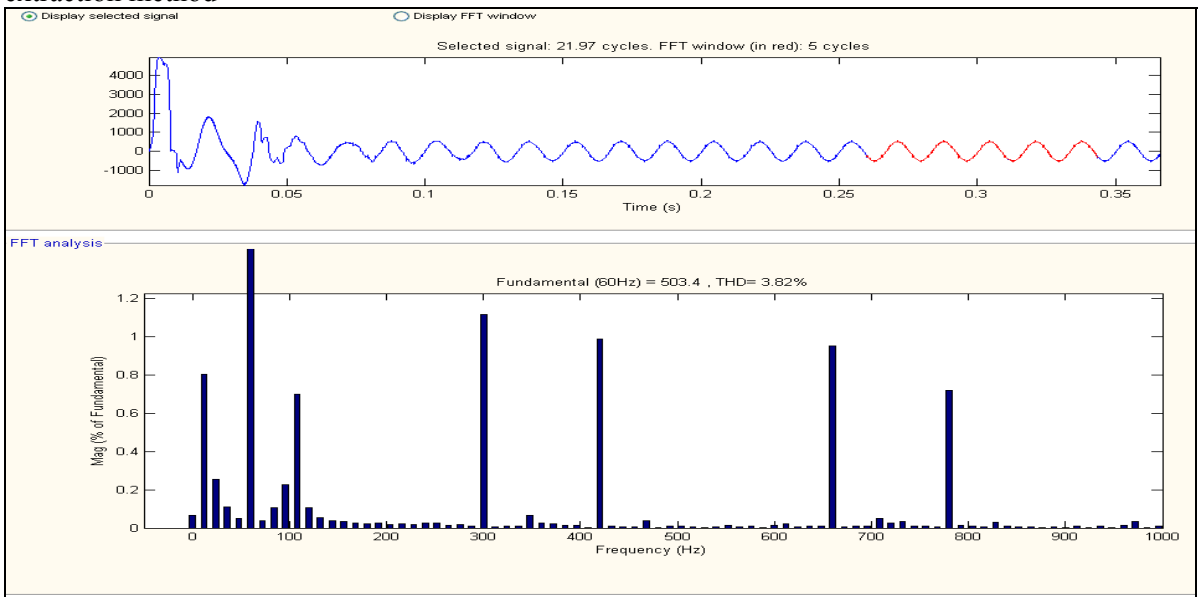 extraction method
Display selected signal Display FFT window
Selected signal: 21.97 cycles. FFT window (in red): 5 cycles
4000
3000
2000
1000
0
-1000
0 0.05 0.1 0.15 0.2 0.25 0.3 0.35
Time (s)
FFT analysis
Fundamental (60Hz) = 503.4 , THD= 3.82%
Mag (% of Fundamental)
1.2
1
0.8
0.6
0.4
0.2
0
0 100 200 300 400 500 600 700 800 900 1000
Frequency (Hz)